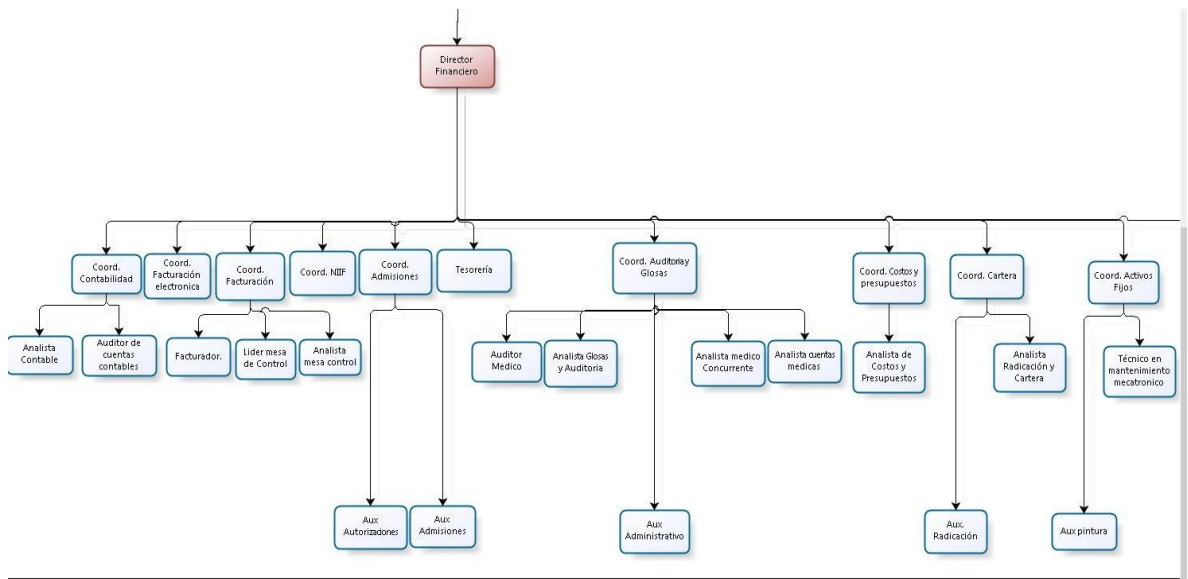 Director
Financiero
Coord.
Contabilidad
Coord.
Facturación
electronica
Coord.
Facturación
Coord. NIIF
Coord.
Admisiones
Tesorería
Coord. Auditoria y
Glosas
Coord. Costos y
presupuestos
Coord. Cartera
Coord. Activos
Fijos
Analista
Contable
Auditor de
cuentas
contables
Facturador.
Lider mesa
de Control
Analista
mesa control
Auditor
Medico
Analista Glosas
y Auditoria
Analista medico
Concurrente
Analista cuentas
medicas
Analista de
Costos y
Presupuestos
Analista
Radicación y
Cartera
Técnico en
mantenimiento
mecatronico
Aux
Autorizaciones
Aux
Admisiones
Aux
Administrativo
Aux.
Radicación
Aux pintura